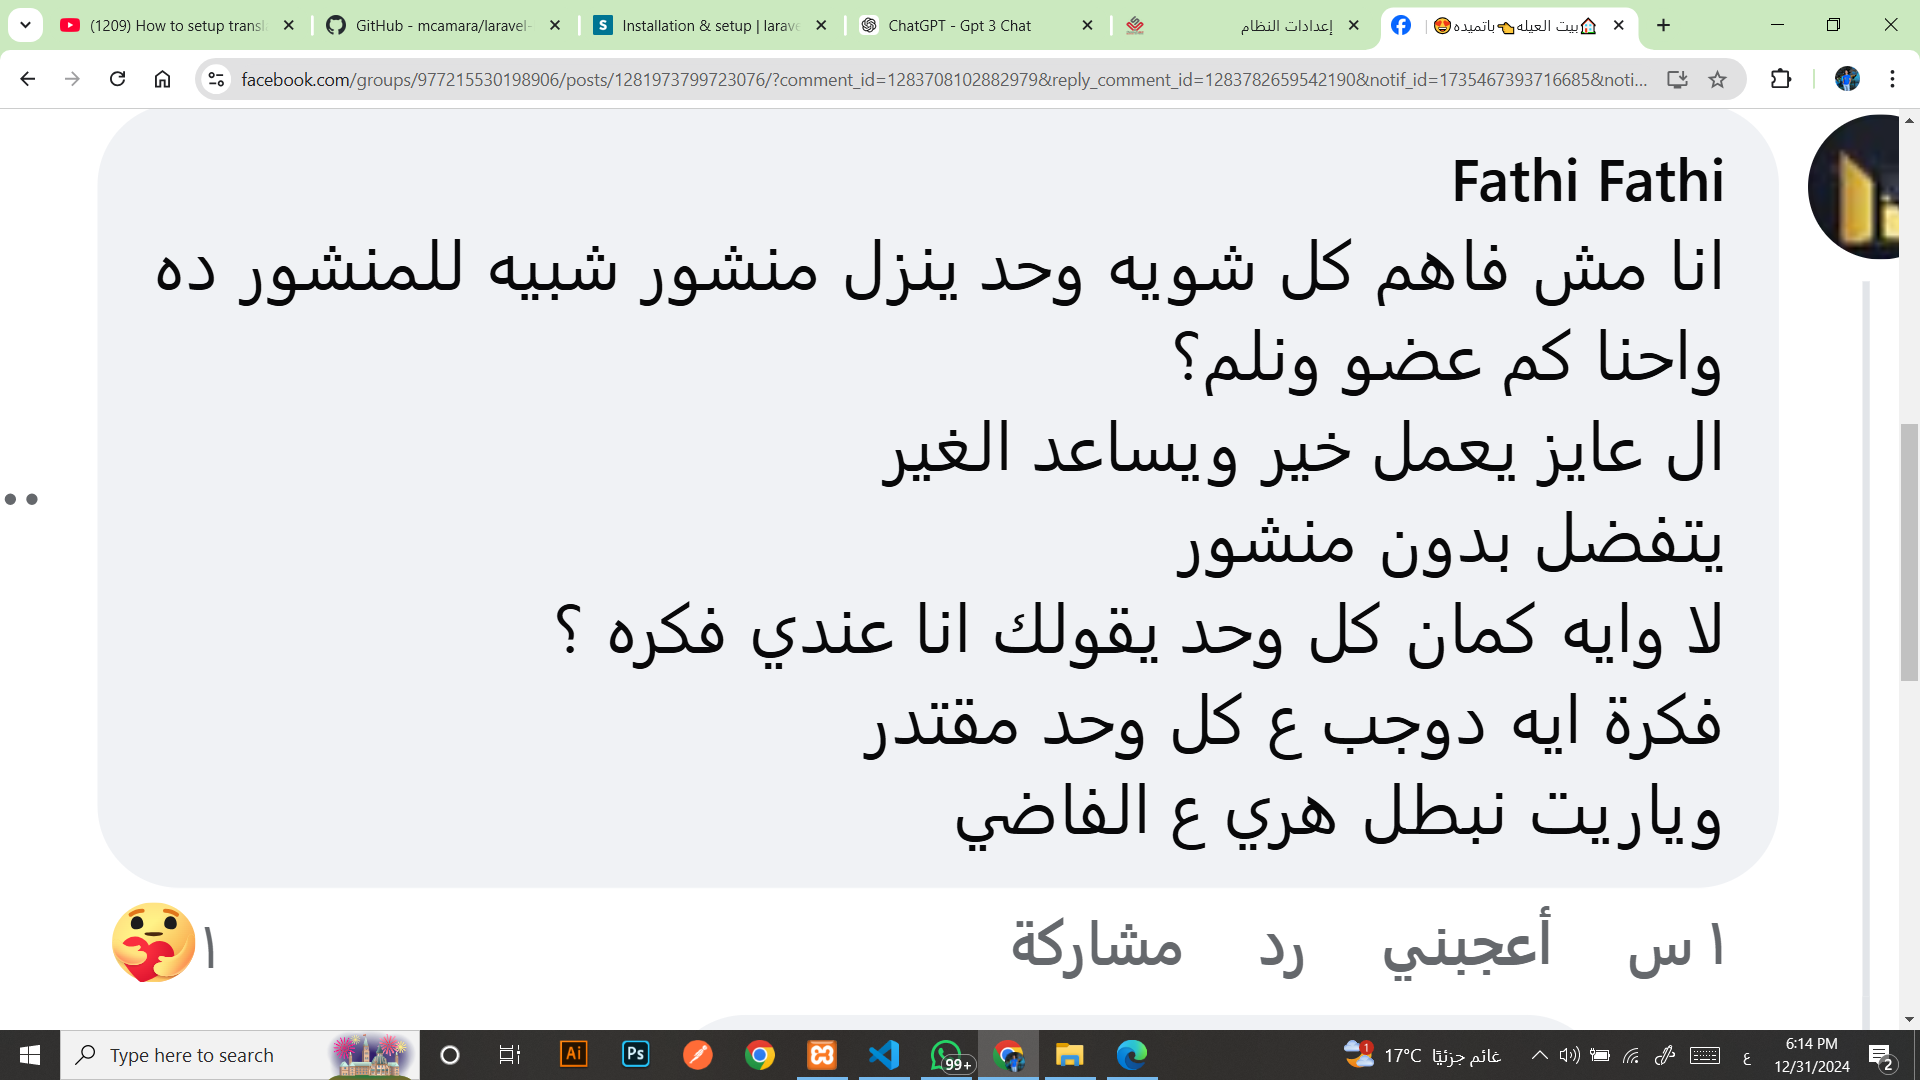 (1209) How to setup transl
GitHub - mcamara/laravel-
Installation & setup | larave
ChatGPT - Gpt 3 Chat
إعدادات النظام
🏠بيت العيله👈باتميده😍
facebook.com/groups/977215530198906/posts/1281973799723076/?comment_id=1283708102882979&reply_comment_id=1283782659542190&notif_id=1735467393716685&noti...
Fathi Fathi
انا مش فاهم كل شويه وحد ينزل منشور شبيه للمنشور ده
واحنا كم عضو ونلم؟
ال عايز يعمل خير ويساعد الغير
يتفضل بدون منشور
لا وايه كمان كل وحد يقولك انا عندي فكره ؟
فكرة ايه دوجب ع كل وحد مقتدر
وياريت نبطل هري ع الفاضي
١ س أعجبني رد مشاركة
١
Type here to search
Ai
Ps
99+
1
17°C غائم جزئيًا
ع
6:14 PM
12/31/2024
2